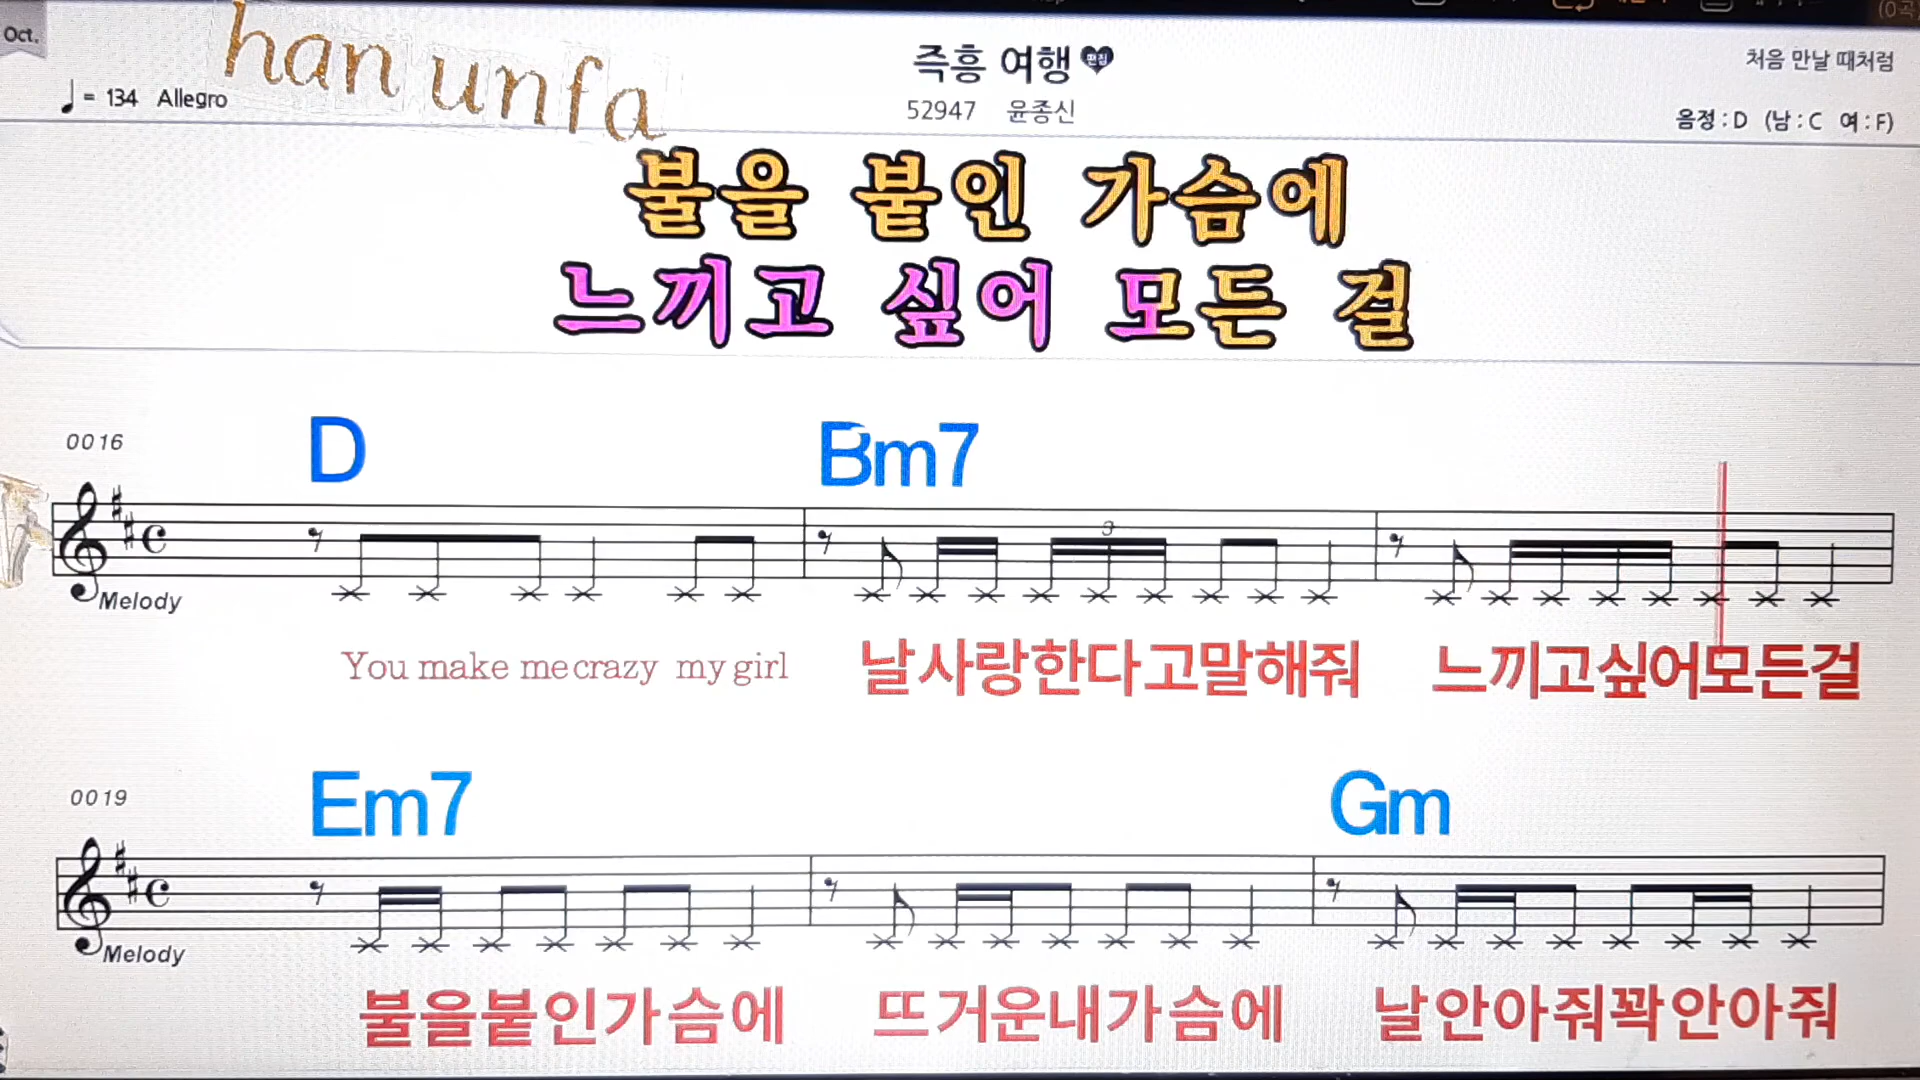 Oct.
han unfa
즉흥 여행 편집
처음 만날 때처럼
♩= 134 Allegro
52947 윤종신
음정 : D (남 : C 여 : F)
불을 붙인 가슴에
느끼고 싶어 모든 걸
0016
D Bm7
3
Melody
You make me crazy my girl 날사랑한다고말해줘 느끼고싶어모든걸
0019
Em7 Gm
Melody
불을붙인가슴에 뜨거운내가슴에 날안아줘꽉안아줘